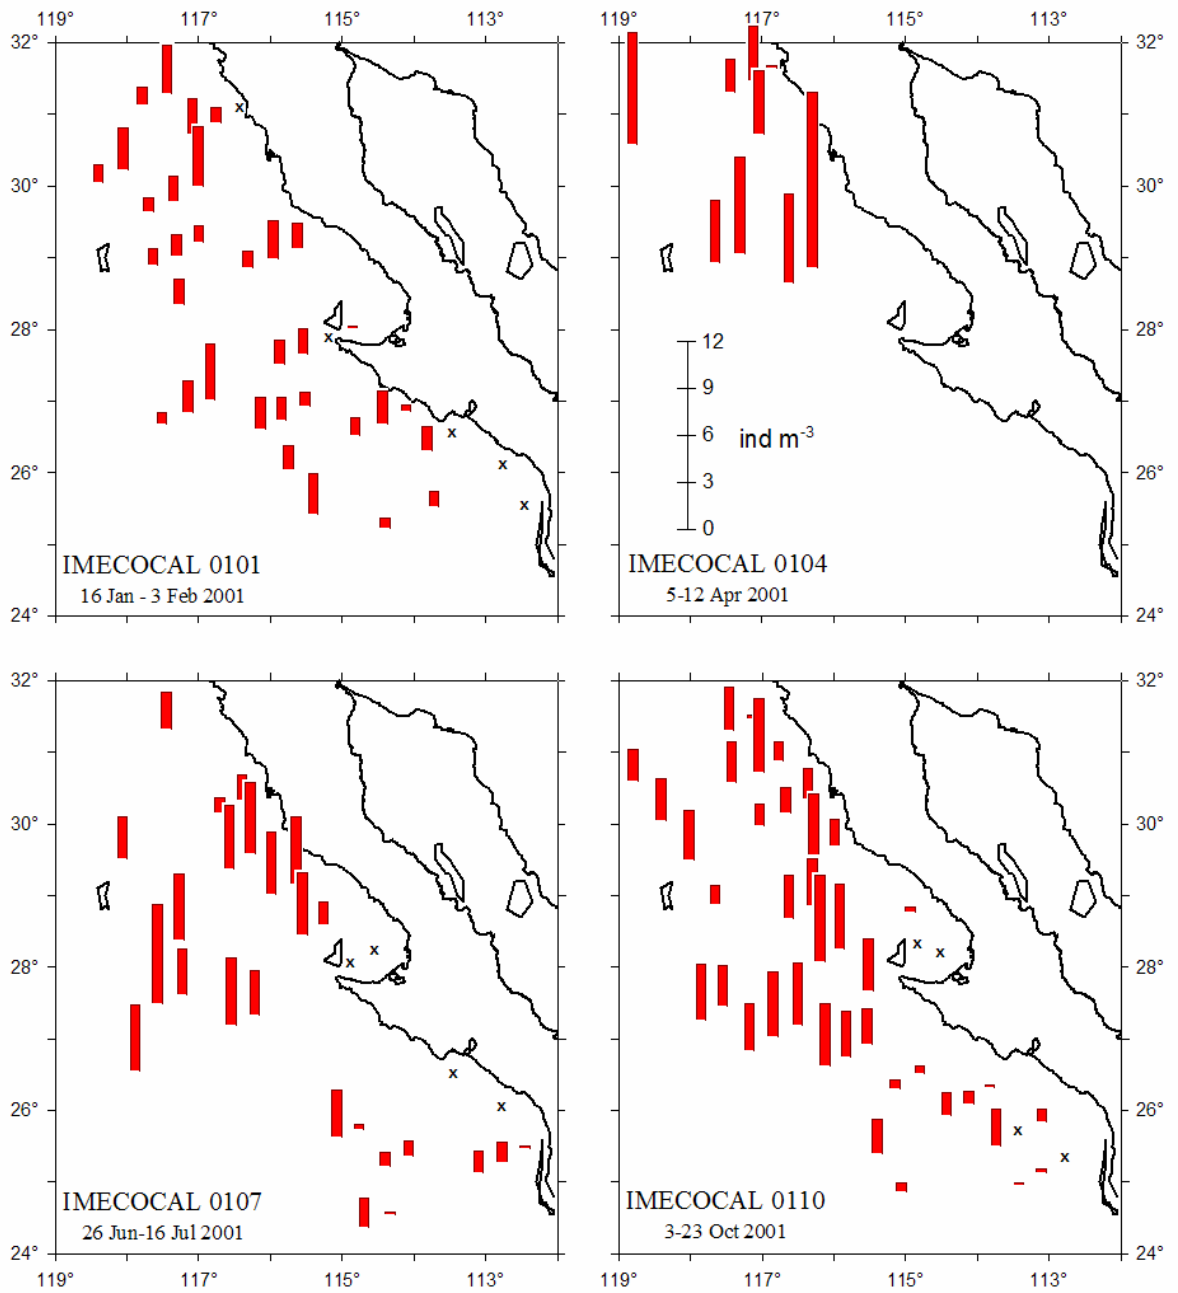 119° 117° 115° 113° 119° 117° 115° 113°
32° 32°
x
30° 30°
28° x 28°
12
9
x 6 ind m-3
26° x 26°
3
x
0
IMECOCAL 0101 IMECOCAL 0104
16 Jan - 3 Feb 2001 5-12 Apr 2001
24° 24°
32° 32°
30° 30°
x x
x x
28° 28°
x
26° x 26°
x
x
IMECOCAL 0107 IMECOCAL 0110
26 Jun-16 Jul 2001 3-23 Oct 2001
24° 24°
119° 117° 115° 113° 119° 117° 115° 113°